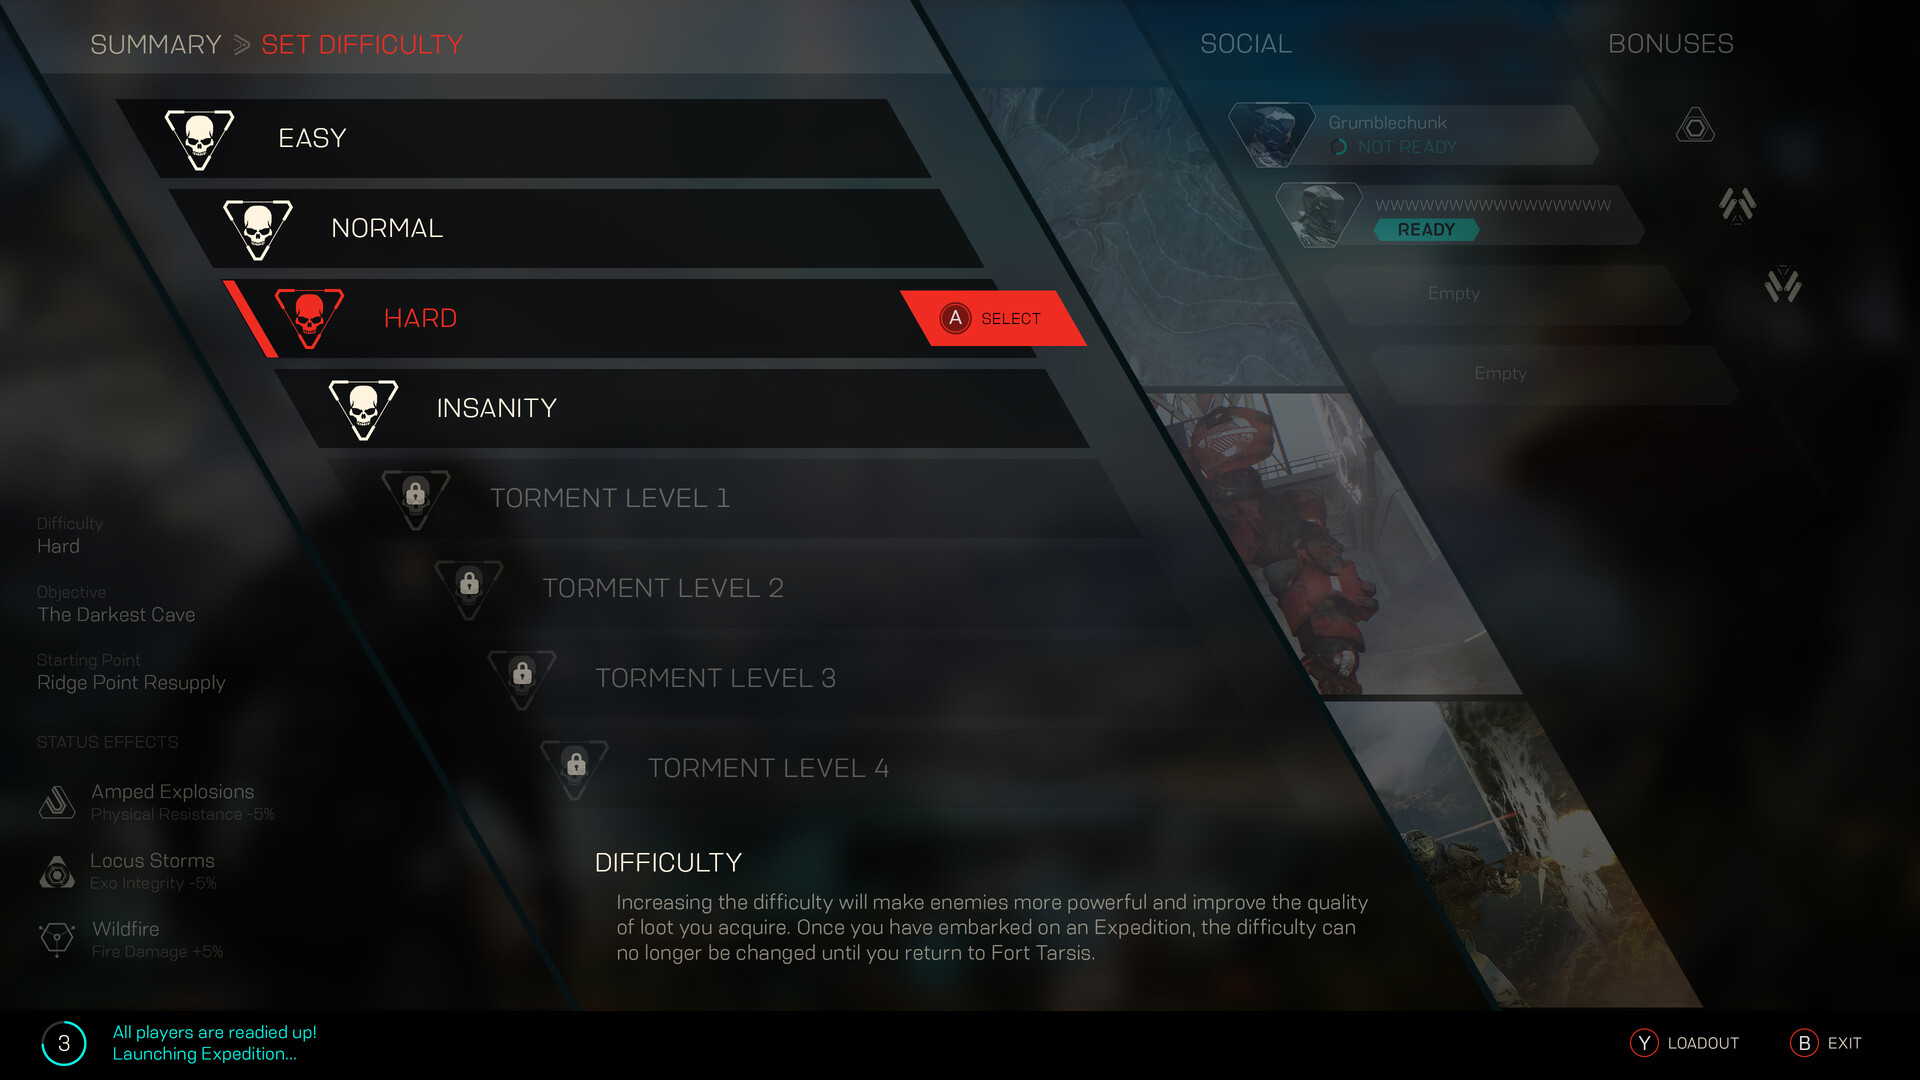 SUMMARY SET DIFFICULTY
SOCIAL
BONUSES
EASY
NORMAL
HARD
A SELECT
INSANITY
TORMENT LEVEL 1
TORMENT LEVEL 2
TORMENT LEVEL 3
TORMENT LEVEL 4
Grumblechunk
NOT READY
wwwwwwwwwwwwwwww
READY
Empty
Empty
Difficulty
Hard
Objective
The Darkest Cave
Starting Point
Ridge Point Resupply
STATUS EFFECTS
Amped Explosions
Physical Resistance -5%
Locus Storms
Exo Integrity -5%
Wildfire
Fire Damage +5%
DIFFICULTY
Increasing the difficulty will make enemies more powerful and improve the quality
of loot you acquire. Once you have embarked on an Expedition, the difficulty can
no longer be changed until you return to Fort Tarsis.
3
All players are readied up!
Launching Expedition...
Y LOADOUT
B EXIT